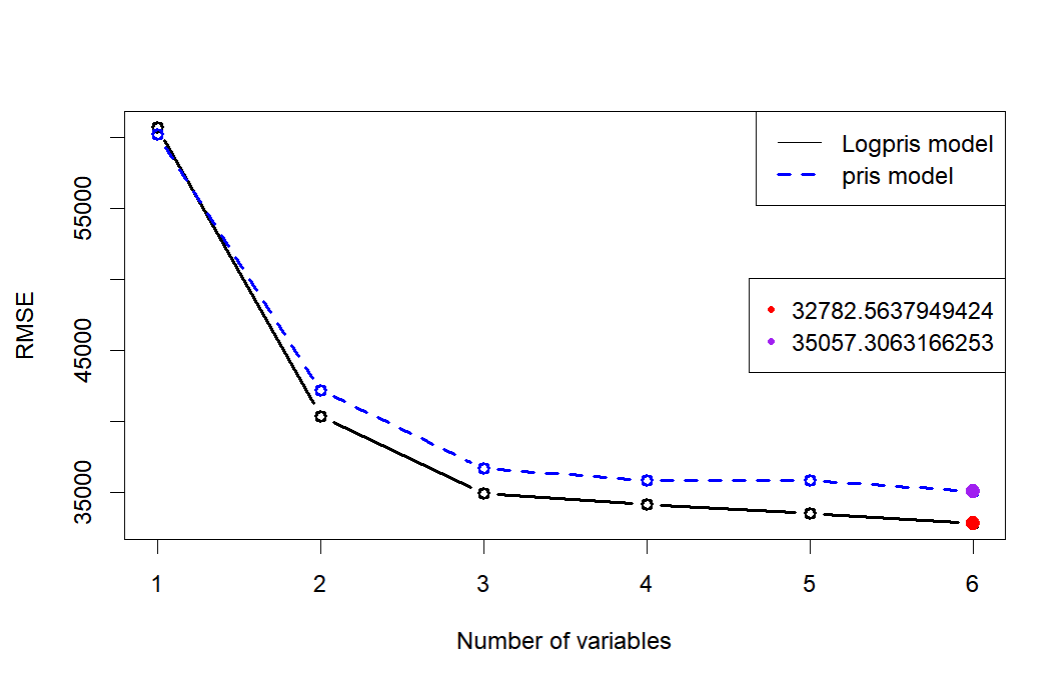 Logpris model
pris model
32782.5637949424
35057.3063166253
RMSE
55000
45000
35000
1 2 3 4 5 6
Number of variables